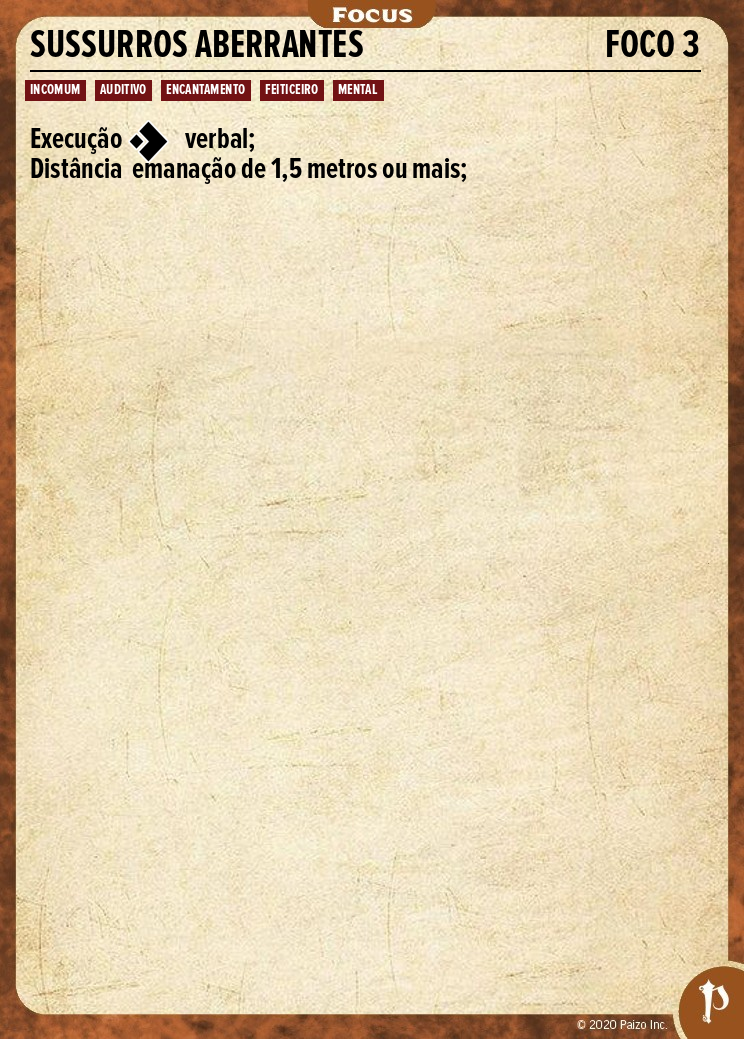 Focus
SUSSURROS ABERRANTES FOCO 3
INCOMUM AUDITIVO ENCANTAMENTO FEITICEIRO MENTAL
Execução verbal;
Distância emanação de 1,5 metros ou mais;
© 2020 Paizo Inc.